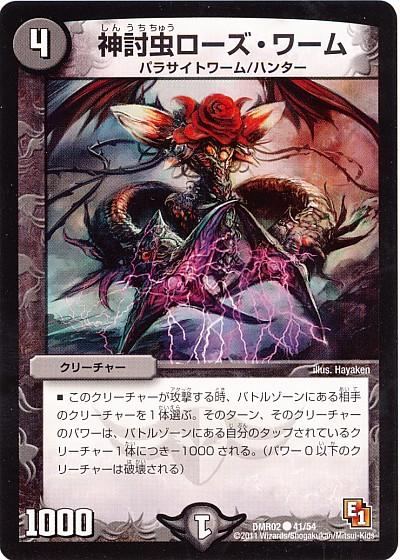 4
しんうちちゅう
神討虫ローズ・ワーム
パラサイトワーム/ハンター
クリーチャー
illus. Hayaken
■ このクリーチャーが攻撃する時、バトルゾーンにある相手
のクリーチャーを1体選ぶ。そのターン、そのクリーチャー
のパワーは、バトルゾーンにある自分のタップされているク
リーチャー1体につき－1000される。(パワー0以下のク
リーチャーは破壊される)
1000
1
DMR02 ● 41/54
©2011 Wizards/Shogakukan/Mitsui-Kids
E1